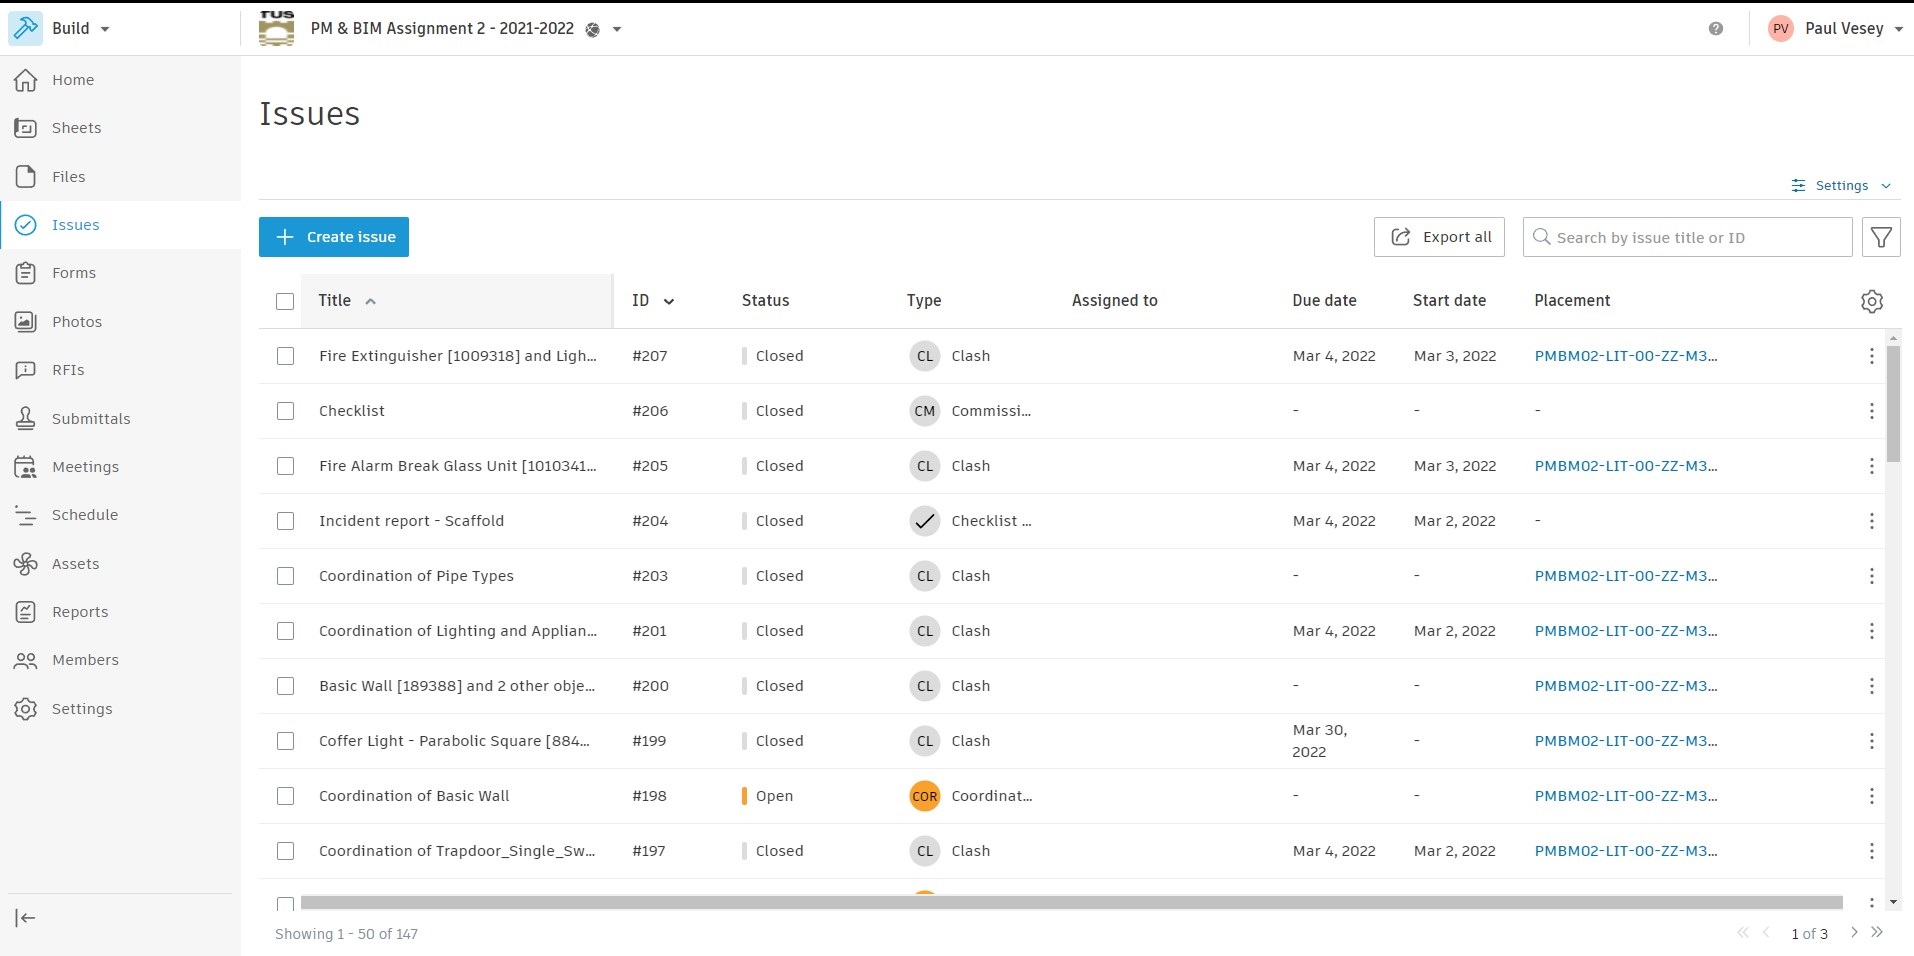 Build
TUS
PM & BIM Assignment 2 - 2021-2022
PV Paul Vesey
Home
Sheets
Files
Issues
Forms
Photos
RFIs
Submittals
Meetings
Schedule
Assets
Reports
Members
Settings
Issues
Settings
Create issue
Export all
Search by issue title or ID
Title ID Status Type Assigned to Due date Start date Placement
Fire Extinguisher [1009318] and Ligh... #207 Closed CL Clash Mar 4, 2022 Mar 3, 2022 PMBM02-LIT-00-ZZ-M3...
Checklist #206 Closed CM Commissi... - - -
Fire Alarm Break Glass Unit [1010341... #205 Closed CL Clash Mar 4, 2022 Mar 3, 2022 PMBM02-LIT-00-ZZ-M3...
Incident report - Scaffold #204 Closed Checklist ... Mar 4, 2022 Mar 2, 2022 -
Coordination of Pipe Types #203 Closed CL Clash - - PMBM02-LIT-00-ZZ-M3...
Coordination of Lighting and Applian... #201 Closed CL Clash Mar 4, 2022 Mar 2, 2022 PMBM02-LIT-00-ZZ-M3...
Basic Wall [189388] and 2 other obje... #200 Closed CL Clash - - PMBM02-LIT-00-ZZ-M3...
Coffer Light - Parabolic Square [884... #199 Closed CL Clash Mar 30, 2022 - PMBM02-LIT-00-ZZ-M3...
Coordination of Basic Wall #198 Open COR Coordinat... - - PMBM02-LIT-00-ZZ-M3...
Coordination of Trapdoor_Single_Sw... #197 Closed CL Clash Mar 4, 2022 Mar 2, 2022 PMBM02-LIT-00-ZZ-M3...
Showing 1 - 50 of 147
1 of 3